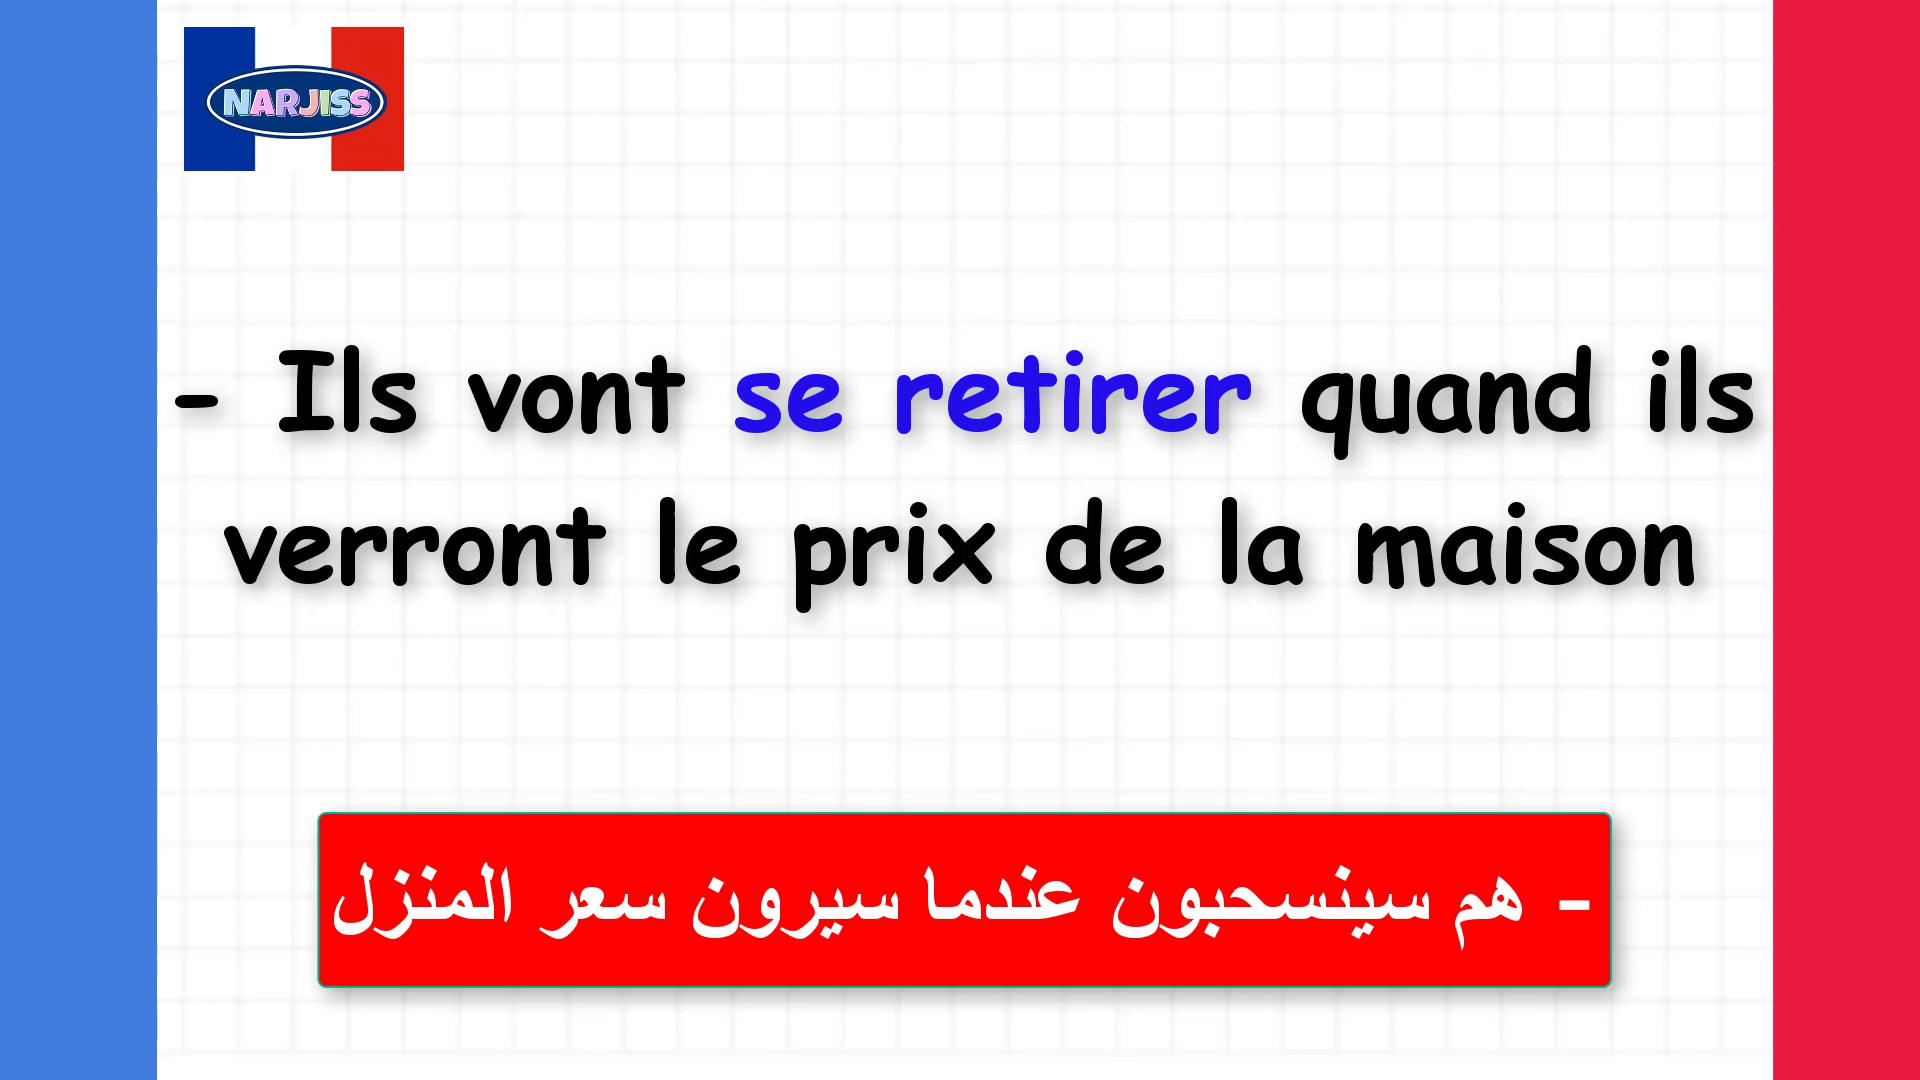 NARJISS
- Ils vont se retirer quand ils
verront le prix de la maison
- هم سينسحبون عندما سيرون سعر المنزل